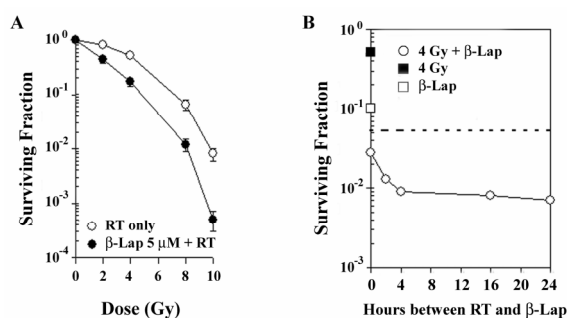 A
B
10^0
10^-1
10^-2
10^-3
10^-4
Surviving Fraction
RT only
β-Lap 5 μM + RT
0 2 4 6 8 10
Dose (Gy)
10^0
10^-1
10^-2
10^-3
Surviving Fraction
4 Gy + β-Lap
4 Gy
β-Lap
0 4 8 12 16 20 24
Hours between RT and β-Lap